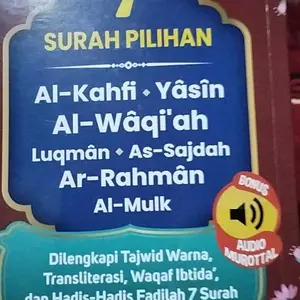 7
SURAH PILIHAN
Al-Kahfi • Yâsîn
Al-Wâqi'ah
Luqmân • As-Sajdah
Ar-Rahmân
Al-Mulk
BONUS
AUDIO
MUROTTAL
Dilengkapi Tajwid Warna,
Transliterasi, Waqaf Ibtida',
dan Hadis-Hadis Fadilah 7 Surah